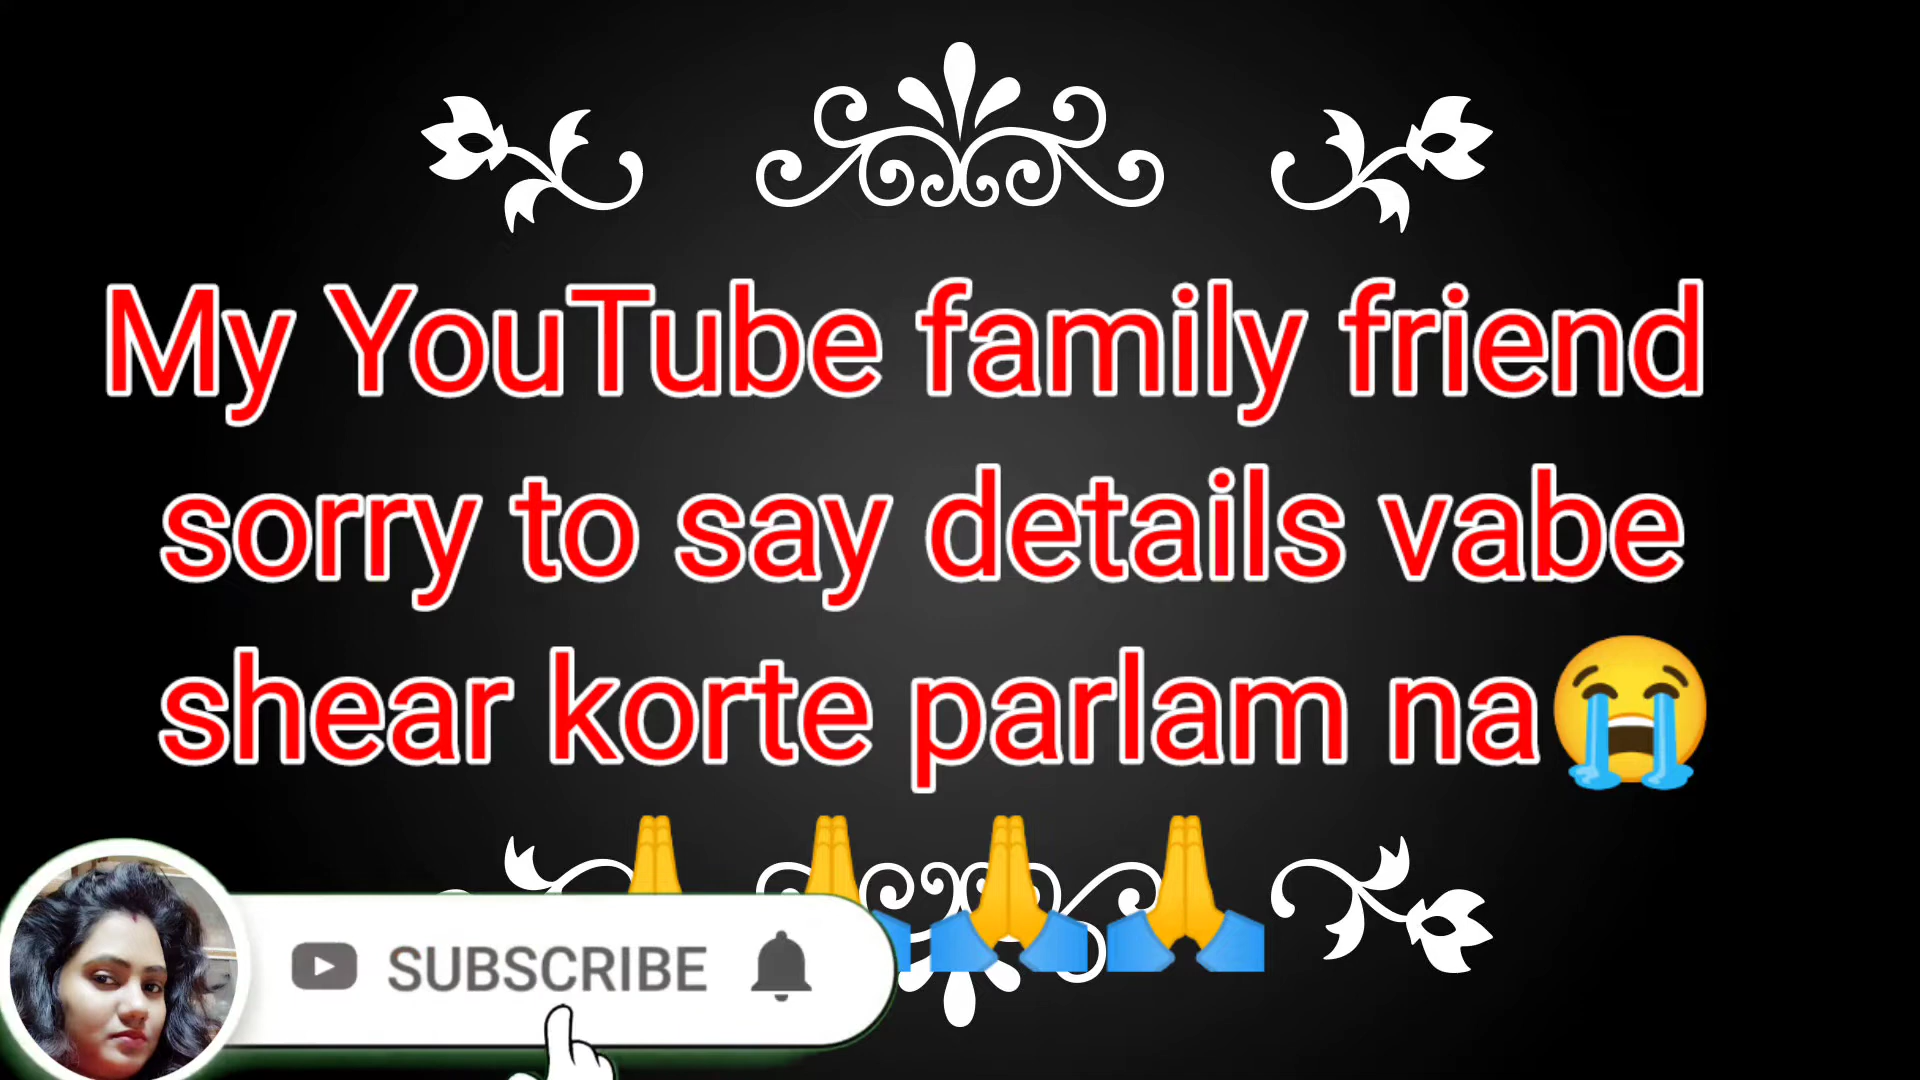 My YouTube family friend
sorry to say details vabe
shear korte parlam na😭
🙏🙏🙏🙏
SUBSCRIBE